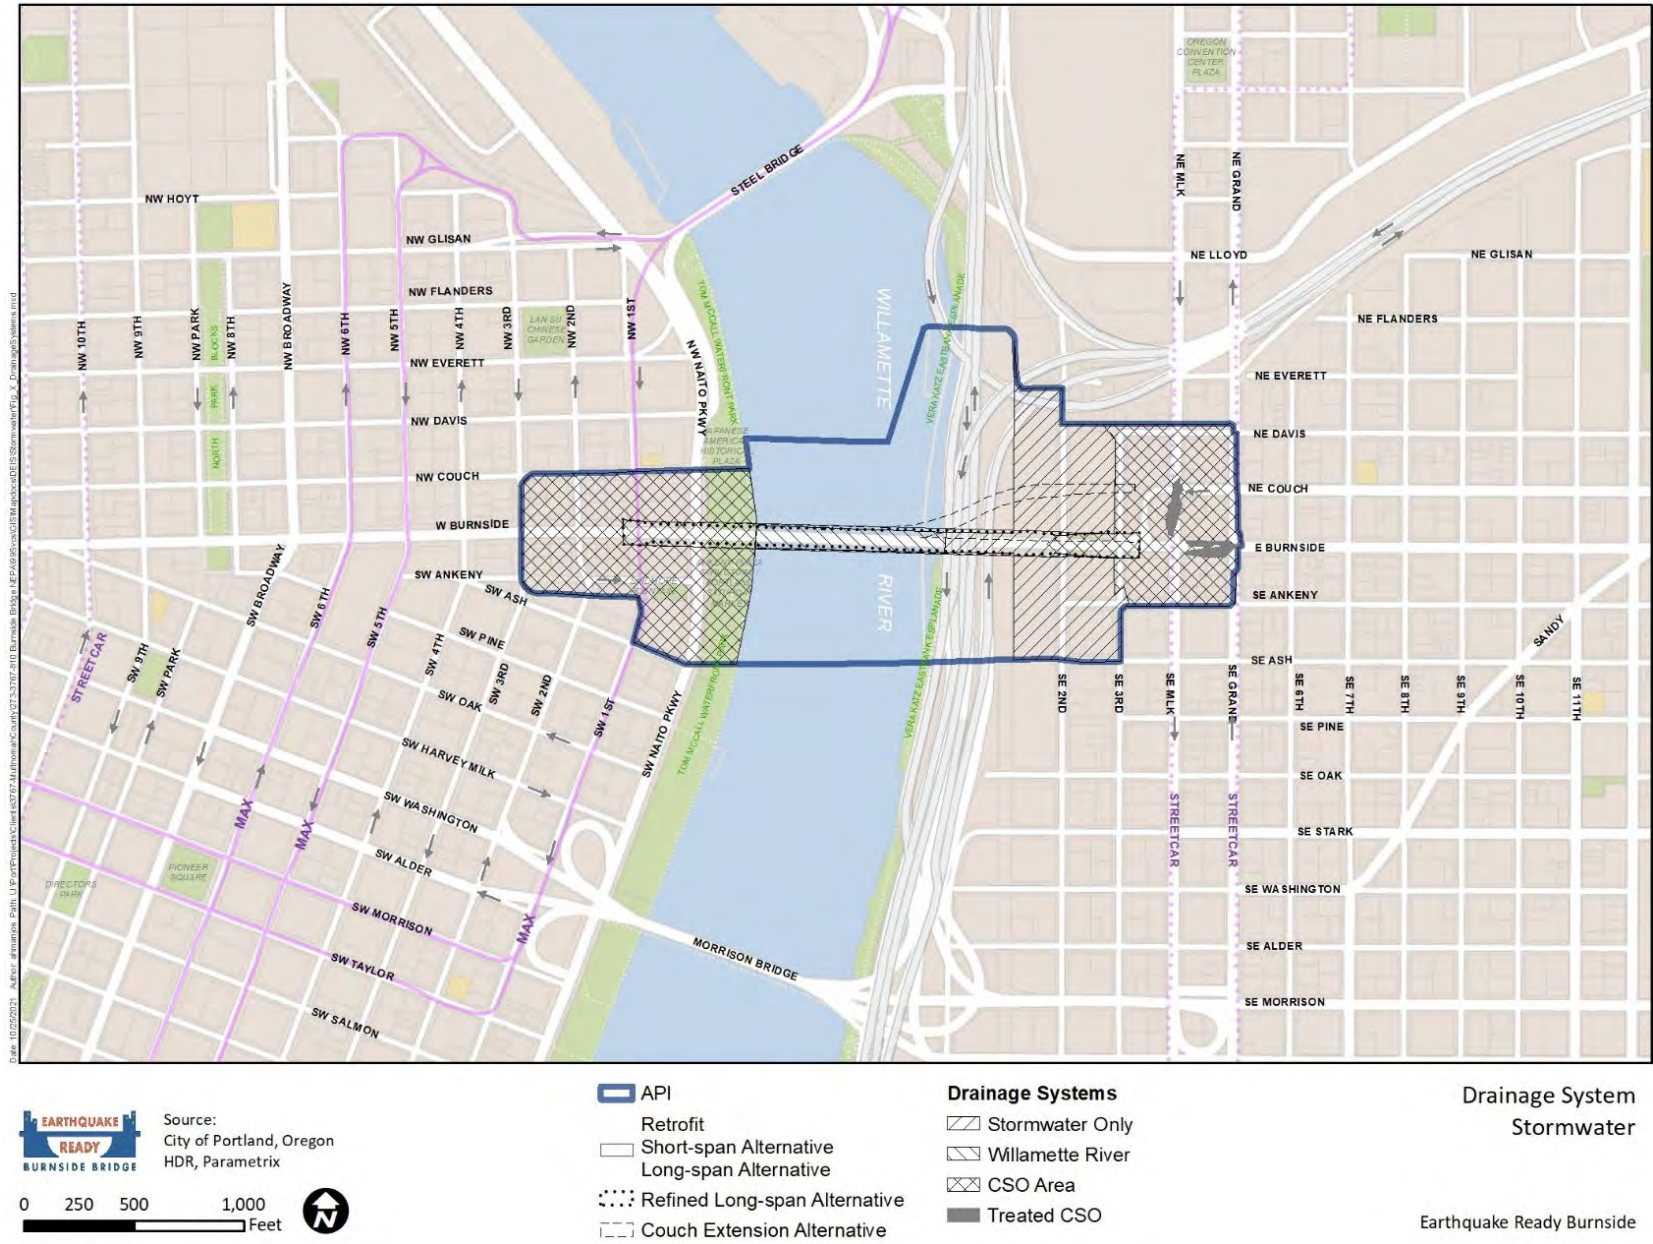 OREGON
CONVENTION
CENTER
PLAZA
STEEL BRIDGE
NE MLK
NE GRAND
NW HOYT
NW GLISAN
NE LLOYD
NE GLISAN
NW FLANDERS
NE FLANDERS
NW 10TH
NW 9TH
NW PARK
NORTH PARK BLOCKS
NW 8TH
NW BROADWAY
NW 6TH
NW 5TH
NW 4TH
NW 3RD
LAN SU
CHINESE
GARDEN
NW 2ND
NW 1ST
NW NAITO PKWY
TOM MCCALL WATERFRONT PARK
WILLAMETTE
VERA KATZ EASTBANK ESPLANADE
NW EVERETT
NE EVERETT
NW DAVIS
JAPANESE
AMERICAN
HISTORICAL
PLAZA
NE DAVIS
NW COUCH
NE COUCH
W BURNSIDE
E BURNSIDE
SW ANKENY
SW ASH
RIVER
SE ANKENY
SW BROADWAY
SW 6TH
SW 5TH
SW PINE
SW 4TH
SW 3RD
SW 2ND
SW OAK
SW 1ST
SW NAITO PKWY
TOM MCCALL WATERFRONT PARK
VERA KATZ EASTBANK ESPLANADE
SE ASH
SANDY
STREETCAR
SW 9TH
SW PARK
SE 2ND
SE 3RD
SE MLK
SE GRAND
SE 6TH
SE 7TH
SE 8TH
SE 9TH
SE 10TH
SE 11TH
SE PINE
SW HARVEY MILK
SE OAK
SW WASHINGTON
MAX
MAX
STREETCAR
STREETCAR
SE STARK
SW ALDER
PIONEER
SQUARE
DIRECTORS
PARK
SE WASHINGTON
SW MORRISON
MAX
MORRISON BRIDGE
SE ALDER
SW TAYLOR
SE MORRISON
SW SALMON
Date: 10/25/2021
EARTHQUAKE
READY
BURNSIDE BRIDGE
Source:
City of Portland, Oregon
HDR, Parametrix
0 250 500 1,000
Feet
N
API
Retrofit
Short-span Alternative
Long-span Alternative
Refined Long-span Alternative
Couch Extension Alternative
Drainage Systems
Stormwater Only
Willamette River
CSO Area
Treated CSO
Drainage System
Stormwater
Earthquake Ready Burnside